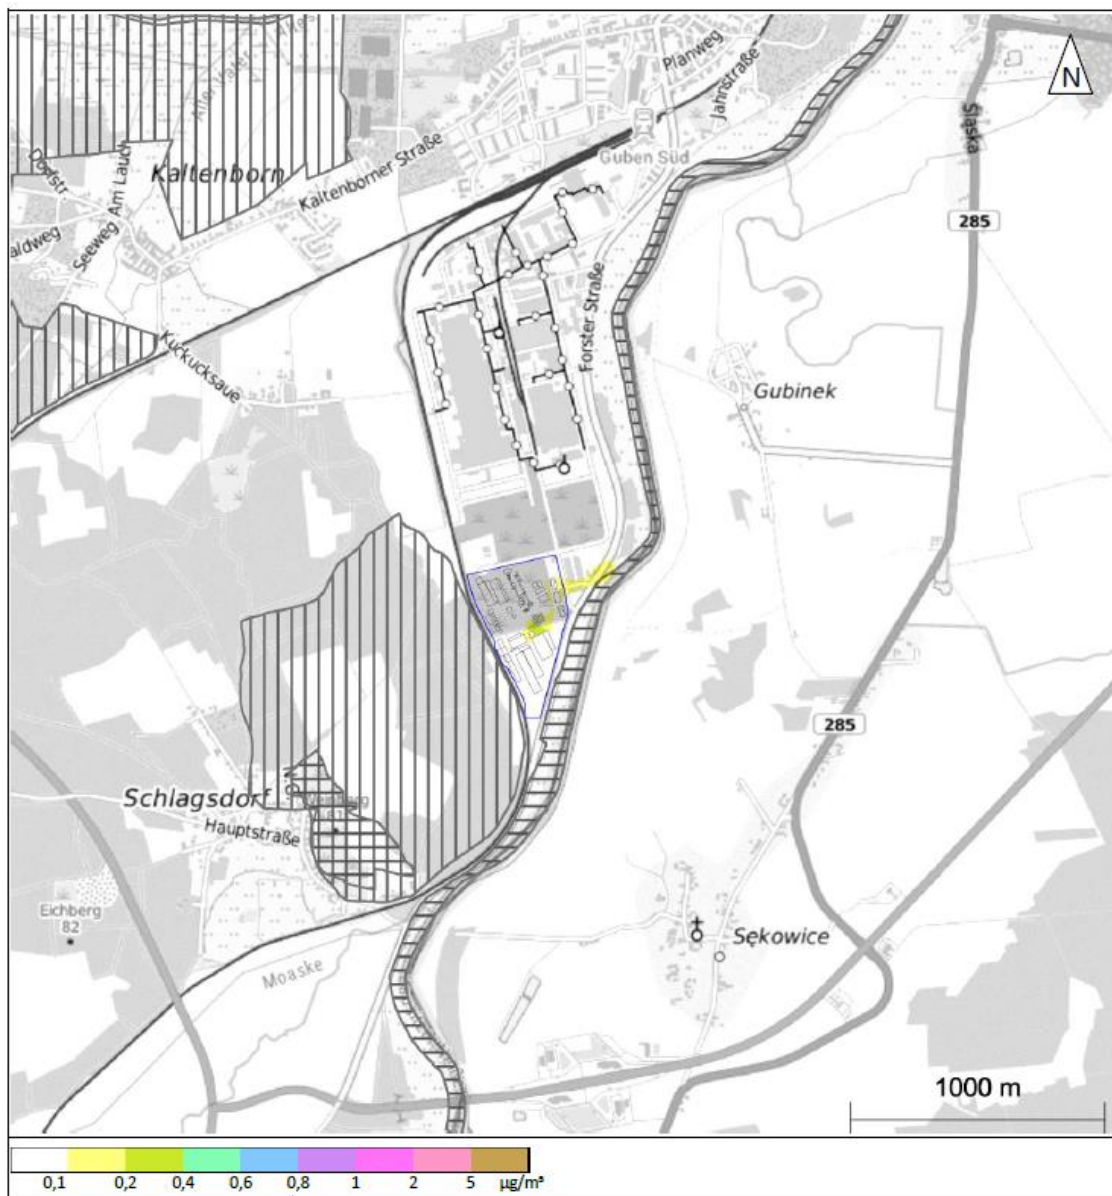 Planweg
Jahnstraße
N
Alter
Śląska
Guben Süd
Dorfstr
Am Lauch
Kaltenborn
Kaltenborner Straße
Seeweg
aldweg
285
Kuckucksaue
Forster Straße
Gubinek
285
Schlagsdorf
Hauptstraße
Eichberg
82
Sękowice
Moaske
1000 m
0,1 0,2 0,4 0,6 0,8 1 2 5 µg/m³